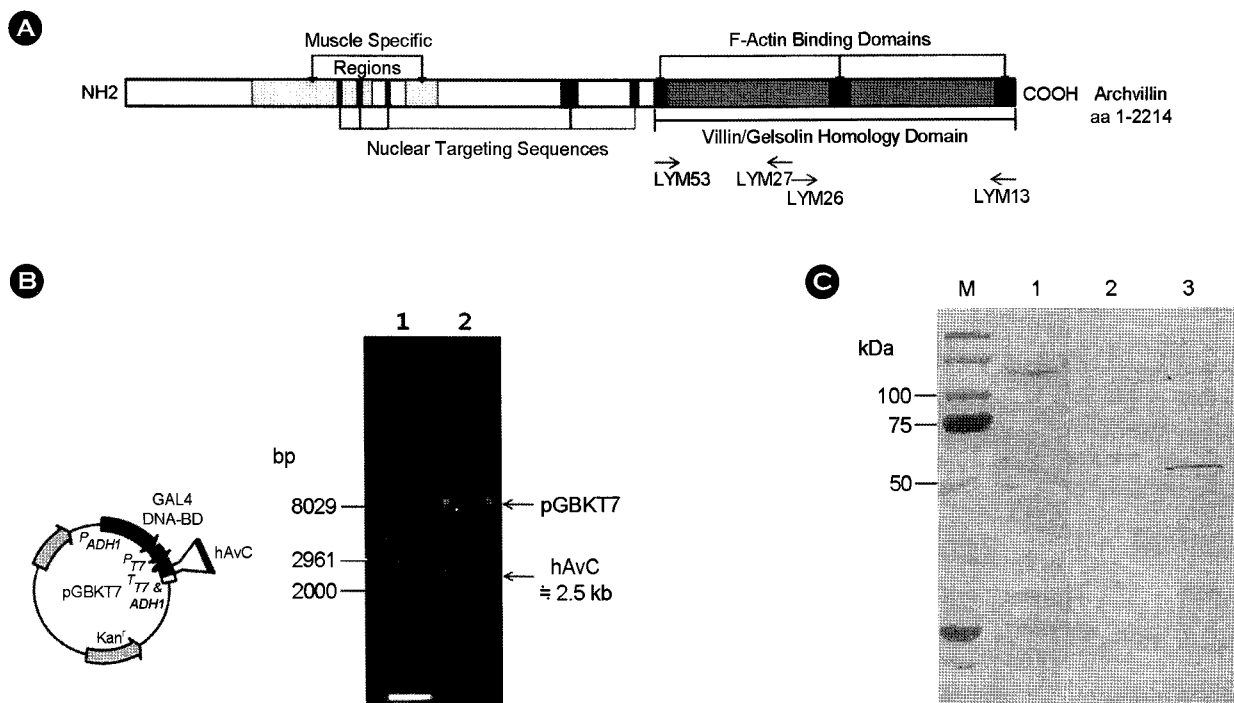 A
Muscle Specific
Regions
F-Actin Binding Domains
NH2
COOH Archvillin
aa 1-2214
Nuclear Targeting Sequences
Villin/Gelsolin Homology Domain
LYM53
LYM27
LYM26
LYM13
B
1 2
bp
8029
2961
2000
pGBKT7
hAvC
≒ 2.5 kb
GAL4
DNA-BD
PADH1
PT7
TT7 &
ADH1
hAvC
pGBKT7
Kanr
C
M 1 2 3
kDa
100
75
50